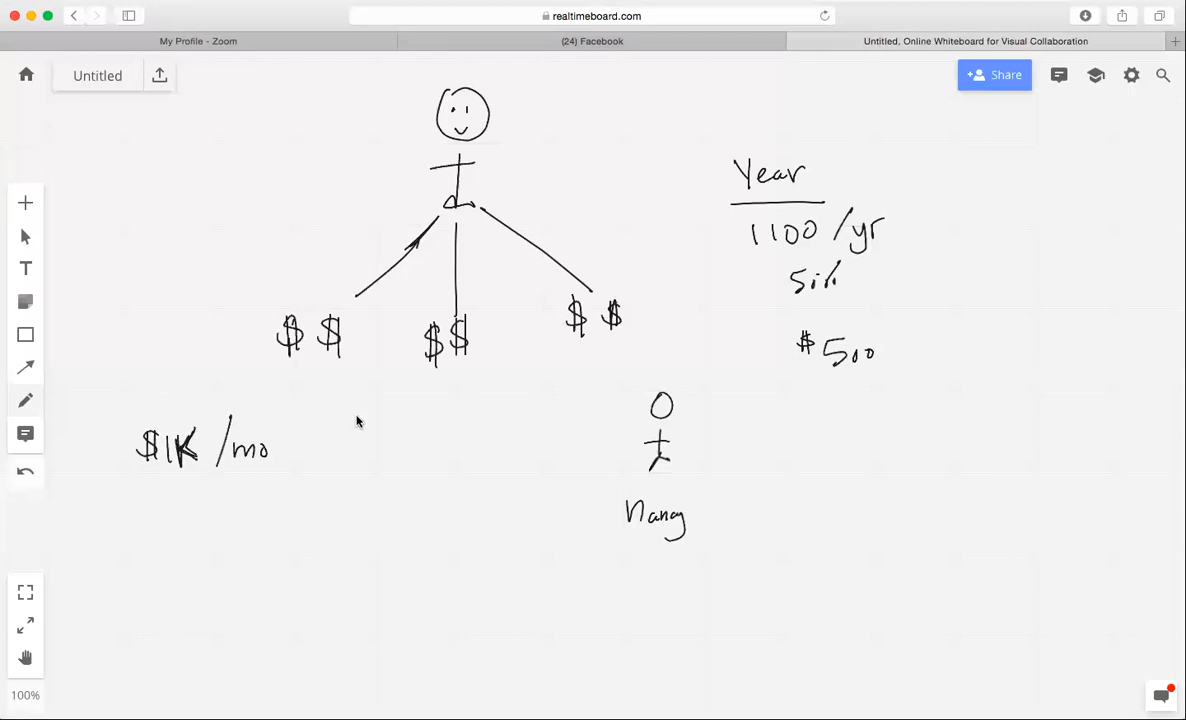 realtimeboard.com
My Profile - Zoom
(24) Facebook
Untitled, Online Whiteboard for Visual Collaboration
Untitled
Share
T
Year
1100 /yr
$ $
$$
$ $
$500
$1K /mo
100%